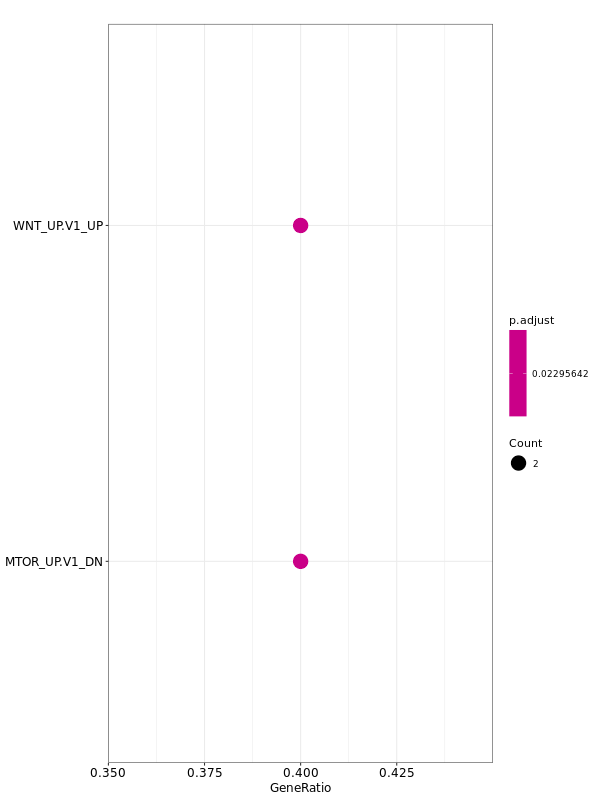 WNT_UP.V1_UP
MTOR_UP.V1_DN
0.350
0.375
0.400
0.425
GeneRatio
p.adjust
0.02295642
Count
2